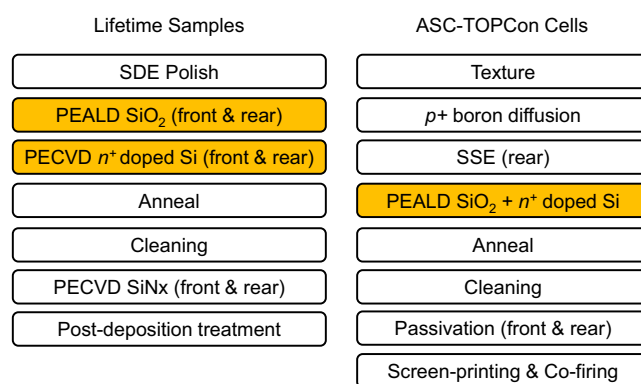 Lifetime Samples
SDE Polish
PEALD SiO₂ (front & rear)
PECVD n⁺ doped Si (front & rear)
Anneal
Cleaning
PECVD SiNx (front & rear)
Post-deposition treatment
ASC-TOPCon Cells
Texture
p+ boron diffusion
SSE (rear)
PEALD SiO₂ + n⁺ doped Si
Anneal
Cleaning
Passivation (front & rear)
Screen-printing & Co-firing